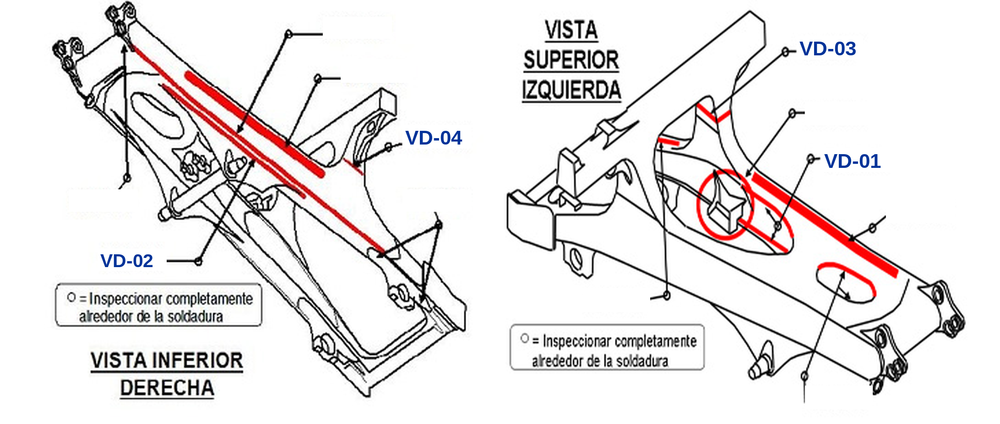 VD-04
VD-02
= Inspeccionar completamente
alrededor de la soldadura
VISTA INFERIOR
DERECHA
VISTA
SUPERIOR
IZQUIERDA
VD-03
VD-01
= Inspeccionar completamente
alrededor de la soldadura